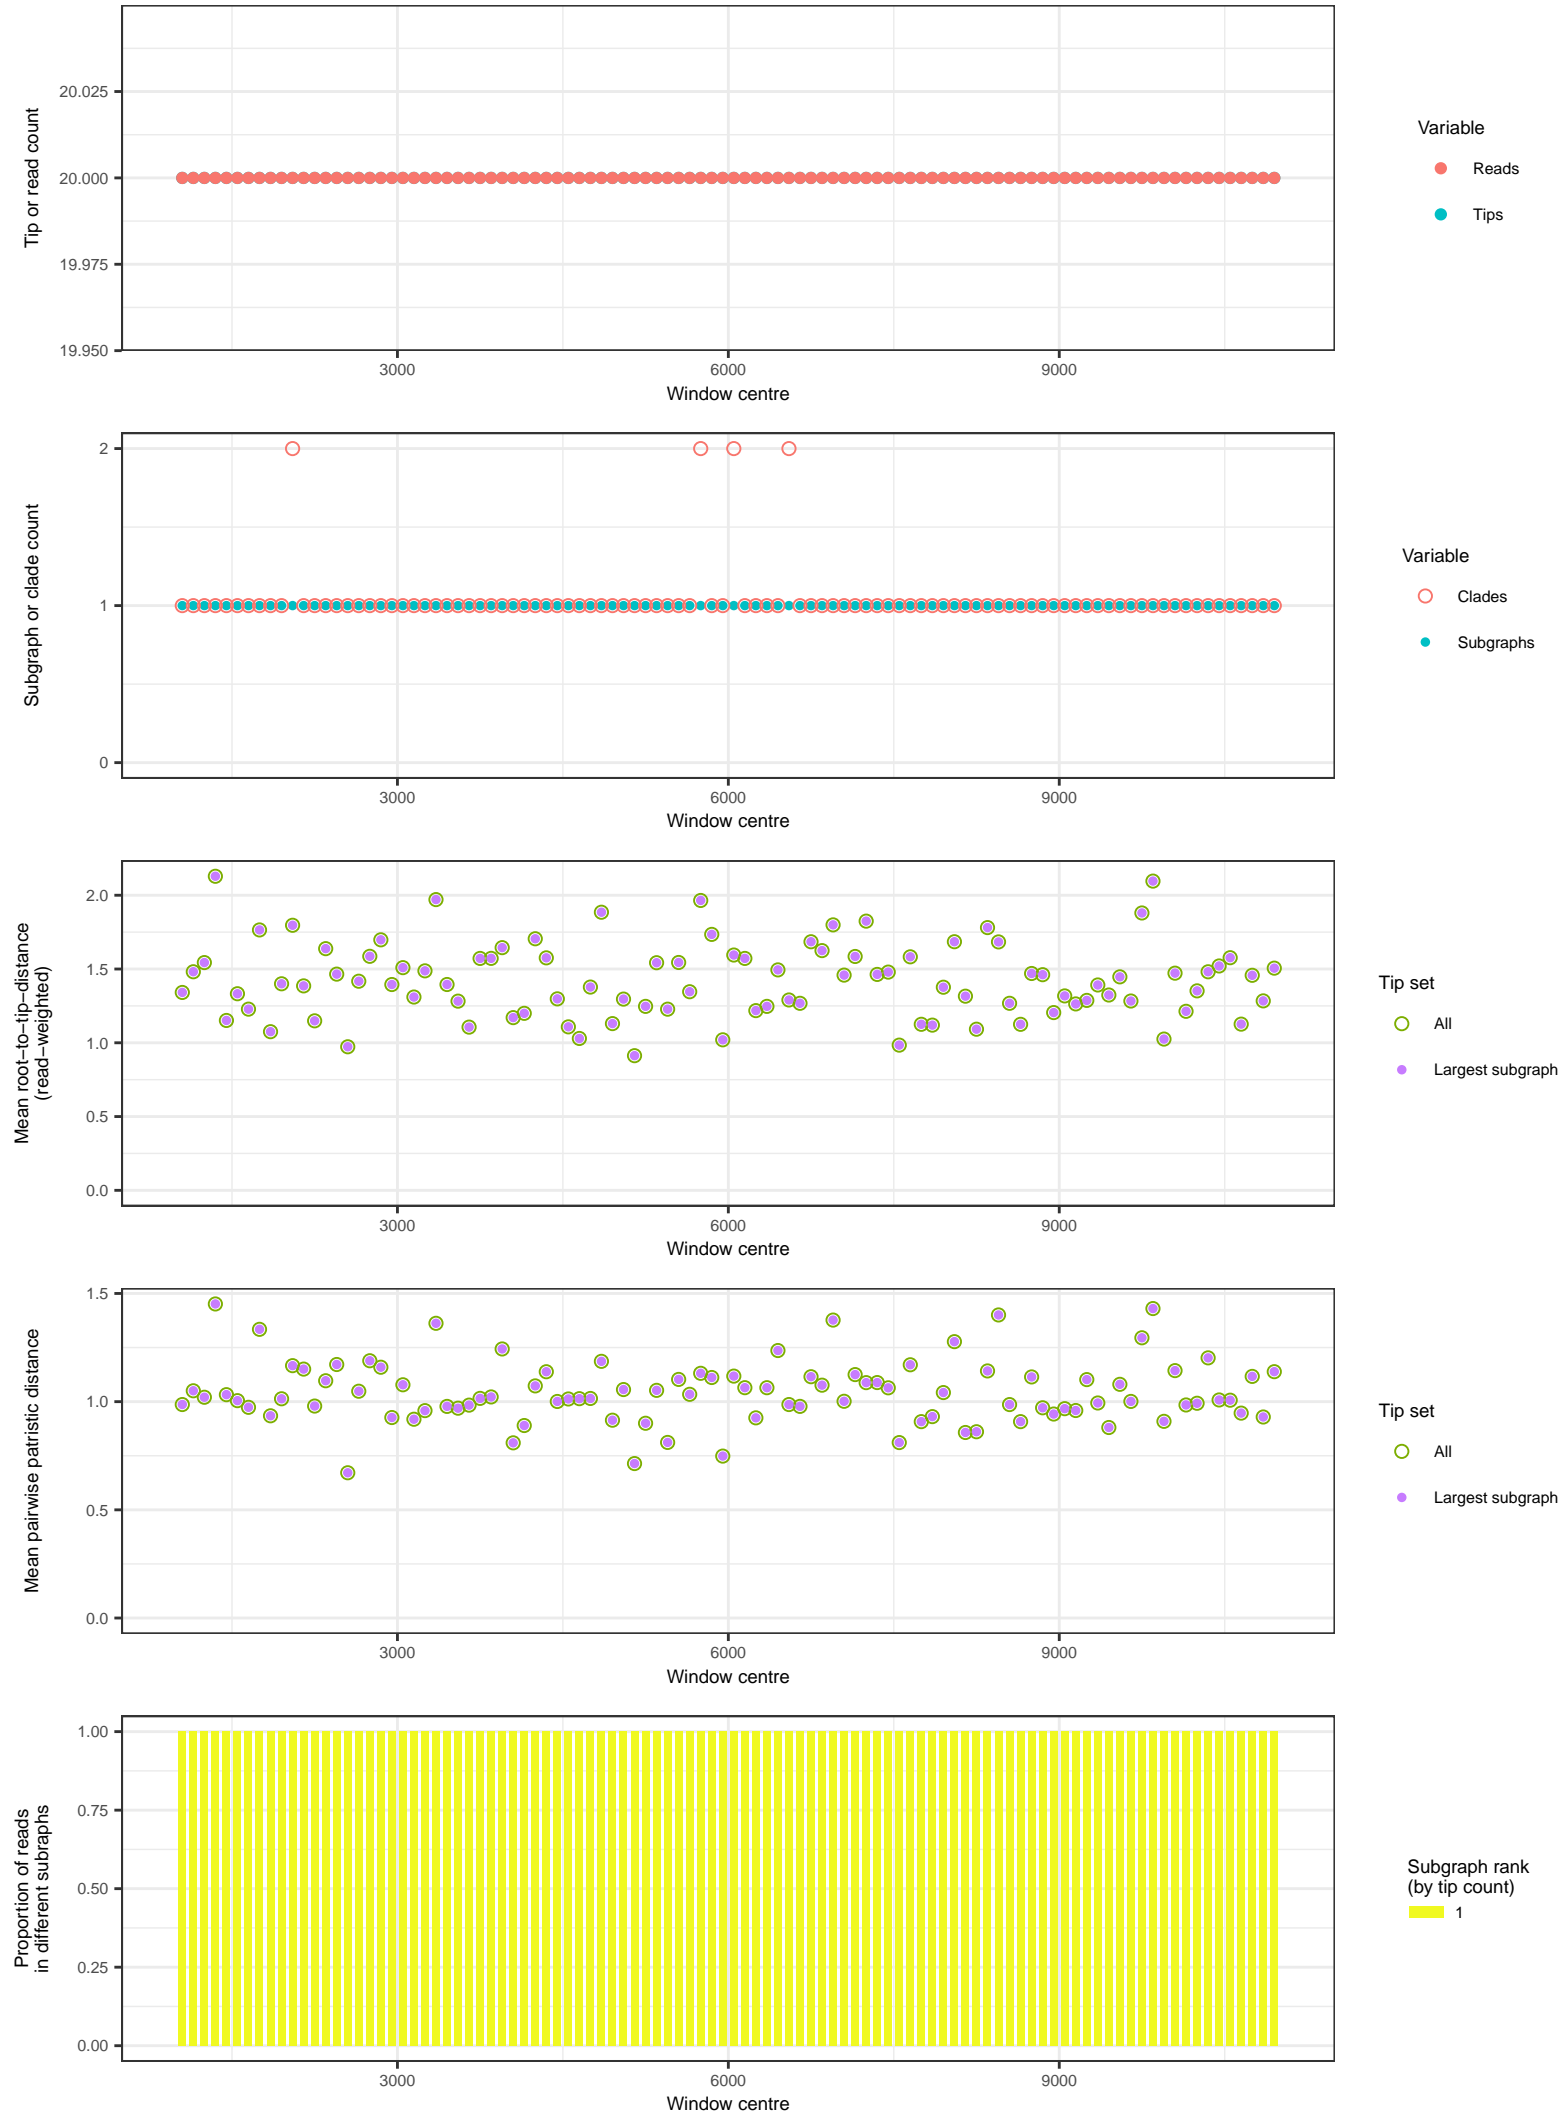 Tip or read count
20.025
20.000
19.975
19.950
3000
6000
9000
Window centre
Variable
Reads
Tips
Subgraph or clade count
2
1
0
3000
6000
9000
Window centre
Variable
Clades
Subgraphs
Mean root−to−tip−distance
(read−weighted)
2.0
1.5
1.0
0.5
0.0
3000
6000
9000
Window centre
Tip set
All
Largest subgraph
Mean pairwise patristic distance
1.5
1.0
0.5
0.0
3000
6000
9000
Window centre
Tip set
All
Largest subgraph
Proportion of reads
in different subraphs
1.00
0.75
0.50
0.25
0.00
3000
6000
9000
Window centre
Subgraph rank
(by tip count)
1